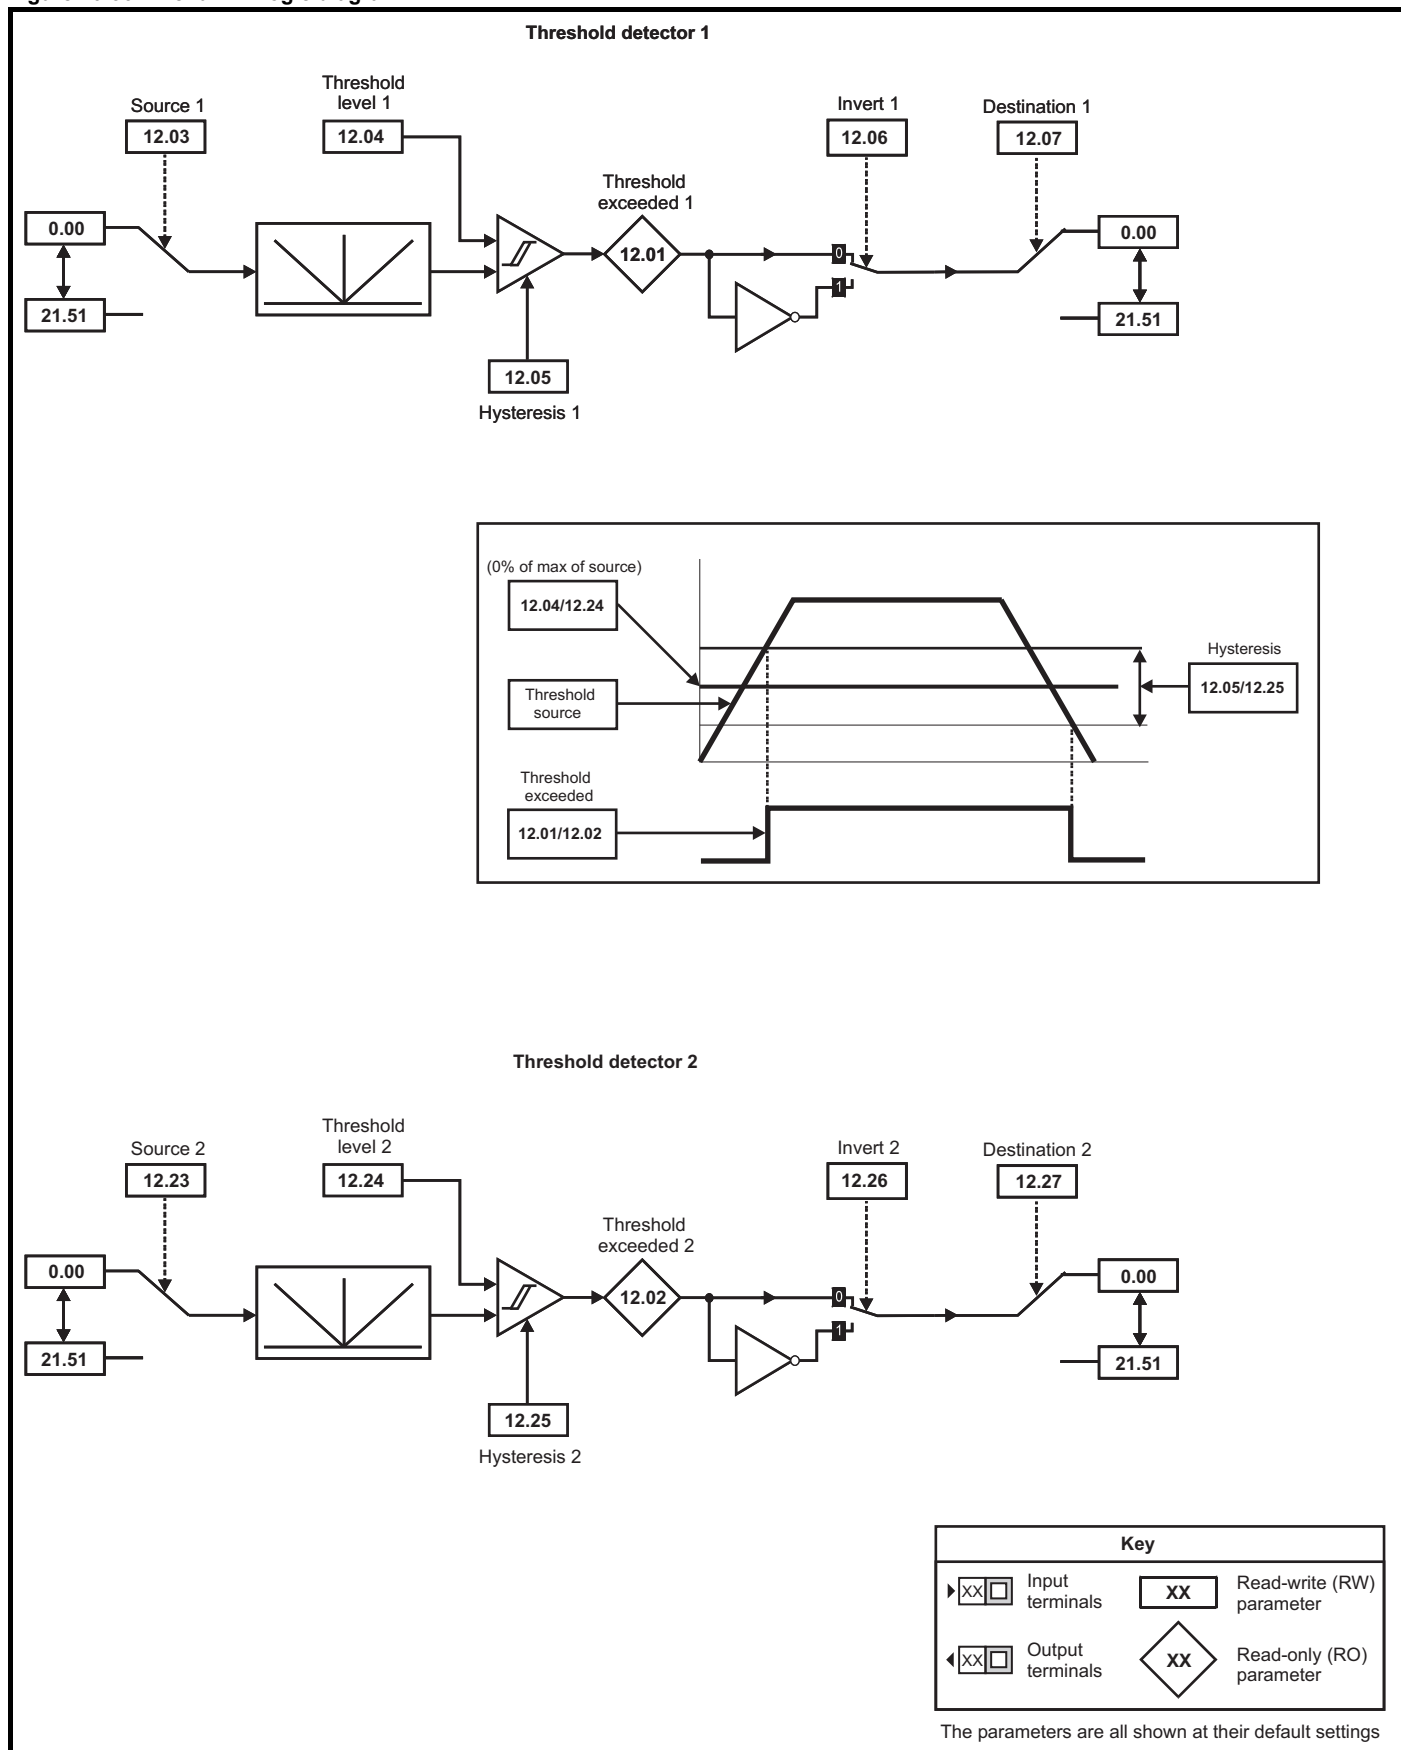 Threshold detector 1
Threshold
level 1
Source 1
Invert 1
Destination 1
12.03
12.04
12.06
12.07
Threshold
exceeded 1
0.00
12.01
0
0.00
1
21.51
21.51
12.05
Hysteresis 1
(0% of max of source)
12.04/12.24
Hysteresis
12.05/12.25
Threshold
source
Threshold
exceeded
12.01/12.02
Threshold detector 2
Threshold
level 2
Source 2
Invert 2
Destination 2
12.23
12.24
12.26
12.27
Threshold
exceeded 2
0.00
12.02
0
0.00
1
21.51
21.51
12.25
Hysteresis 2
Key
XX
Input
terminals
XX
Read-write (RW)
parameter
XX
Output
terminals
XX
Read-only (RO)
parameter
The parameters are all shown at their default settings